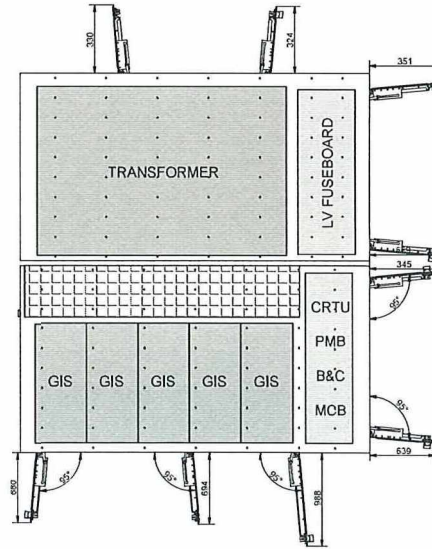 330
324
351
TRANSFORMER
LV FUSEBOARD
345
CRTU
95°
PMB
GIS GIS GIS GIS GIS
B&C
MCB
95°
639
95° 95° 95°
680
694
988